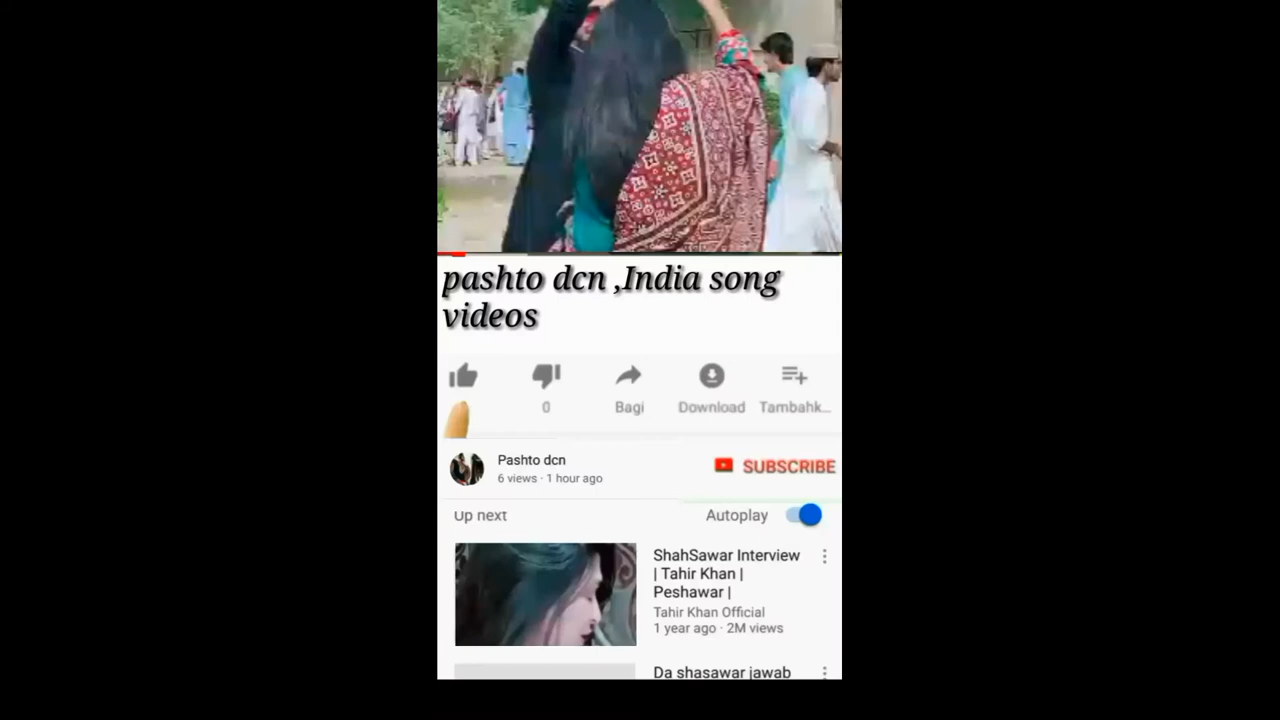 pashto dcn ,India song
videos
0
Bagi
Download
Tambahk...
Pashto dcn
SUBSCRIBE
6 views · 1 hour ago
Up next
Autoplay
ShahSawar Interview
| Tahir Khan |
Peshawar |
Tahir Khan Official
1 year ago · 2M views
Da shasawar jawab